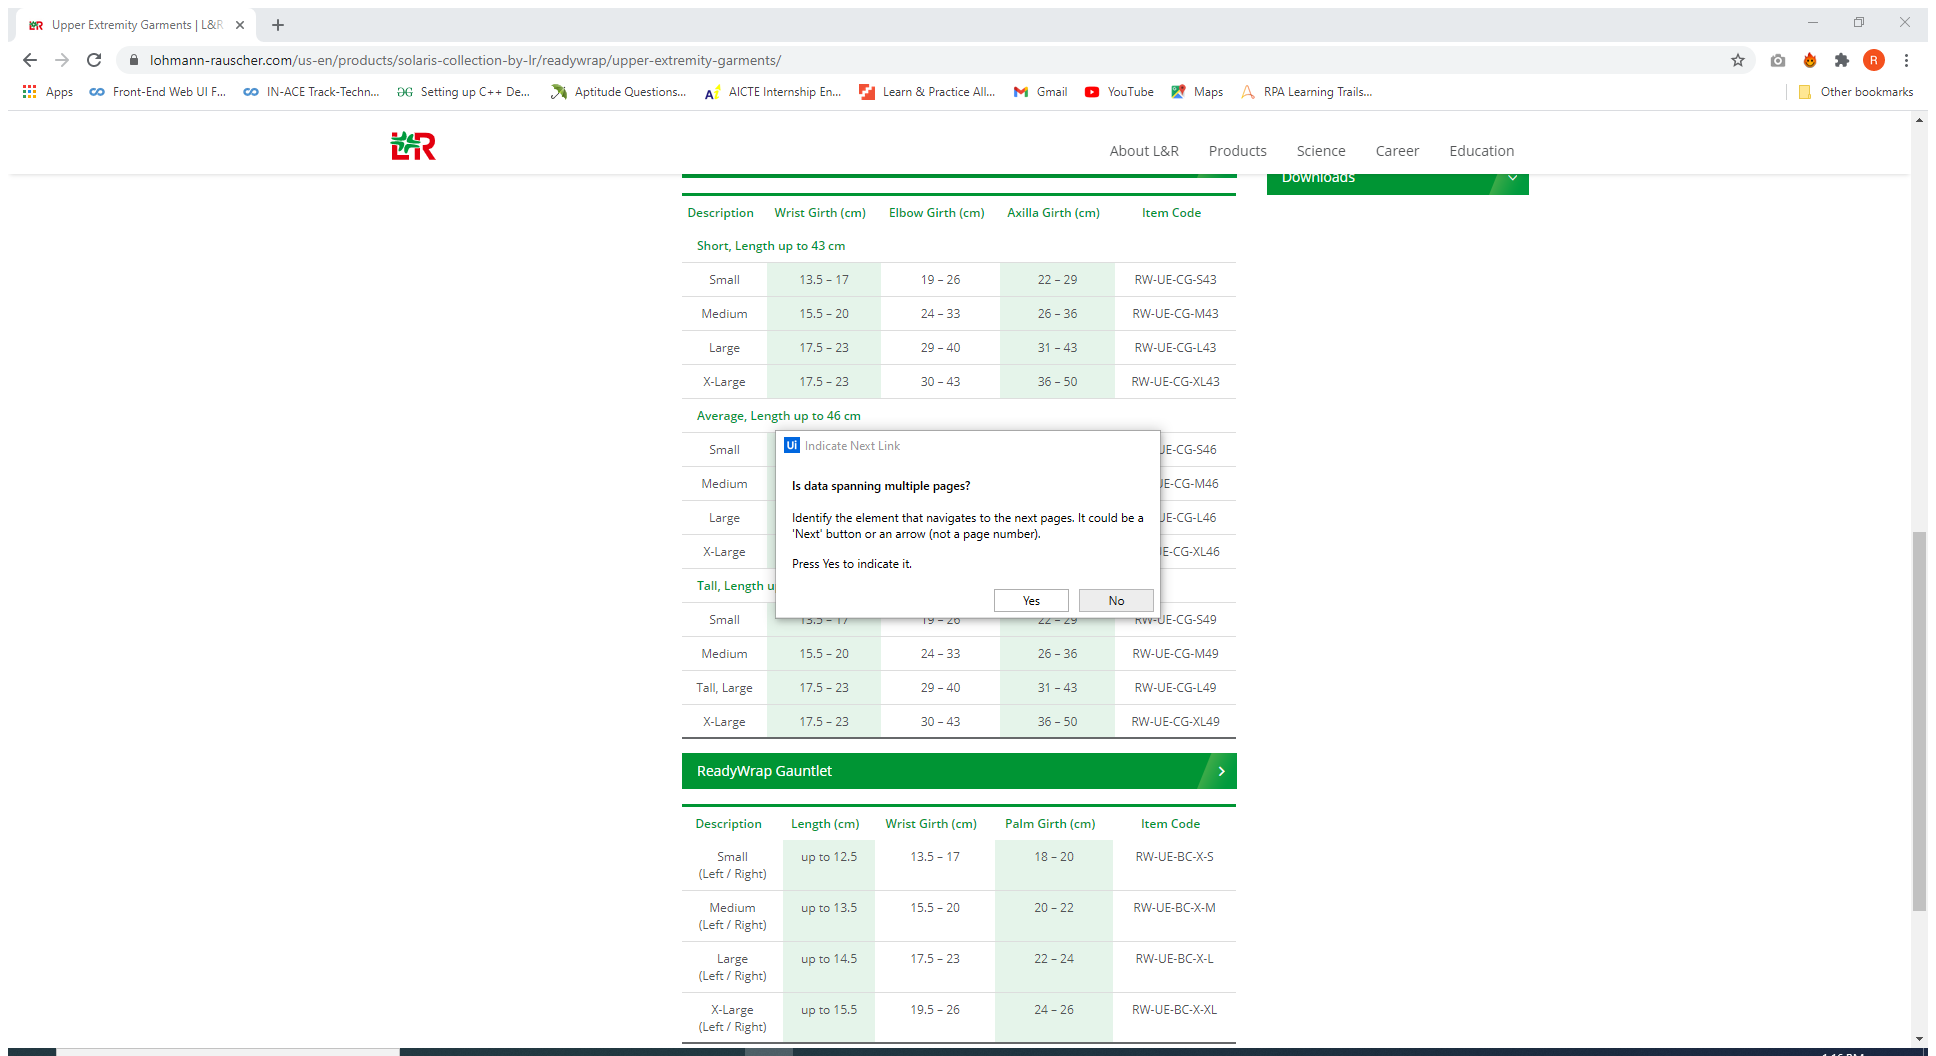 Upper Extremity Garments | L&R
lohmann-rauscher.com/us-en/products/solaris-collection-by-lr/readywrap/upper-extremity-garments/
R
Apps Front-End Web UI F... IN-ACE Track-Techn... Setting up C++ De... Aptitude Questions... AICTE Internship En... Learn & Practice All... Gmail YouTube Maps RPA Learning Trails... Other bookmarks
L&R About L&R Products Science Career Education
Downloads
Description Wrist Girth (cm) Elbow Girth (cm) Axilla Girth (cm) Item Code
Short, Length up to 43 cm
Small 13.5 – 17 19 – 26 22 – 29 RW-UE-CG-S43
Medium 15.5 – 20 24 – 33 26 – 36 RW-UE-CG-M43
Large 17.5 – 23 29 – 40 31 – 43 RW-UE-CG-L43
X-Large 17.5 – 23 30 – 43 36 – 50 RW-UE-CG-XL43
Average, Length up to 46 cm
Small UE-CG-S46
Medium UE-CG-M46
Large UE-CG-L46
X-Large E-CG-XL46
Tall, Length u
Ui Indicate Next Link
Is data spanning multiple pages?
Identify the element that navigates to the next pages. It could be a
'Next' button or an arrow (not a page number).
Press Yes to indicate it.
Yes No
Small 13.5 – 17 19 – 26 22 – 29 RW-UE-CG-S49
Medium 15.5 – 20 24 – 33 26 – 36 RW-UE-CG-M49
Tall, Large 17.5 – 23 29 – 40 31 – 43 RW-UE-CG-L49
X-Large 17.5 – 23 30 – 43 36 – 50 RW-UE-CG-XL49
ReadyWrap Gauntlet
Description Length (cm) Wrist Girth (cm) Palm Girth (cm) Item Code
Small up to 12.5 13.5 – 17 18 – 20 RW-UE-BC-X-S
(Left / Right)
Medium up to 13.5 15.5 – 20 20 – 22 RW-UE-BC-X-M
(Left / Right)
Large up to 14.5 17.5 – 23 22 – 24 RW-UE-BC-X-L
(Left / Right)
X-Large up to 15.5 19.5 – 26 24 – 26 RW-UE-BC-X-XL
(Left / Right)